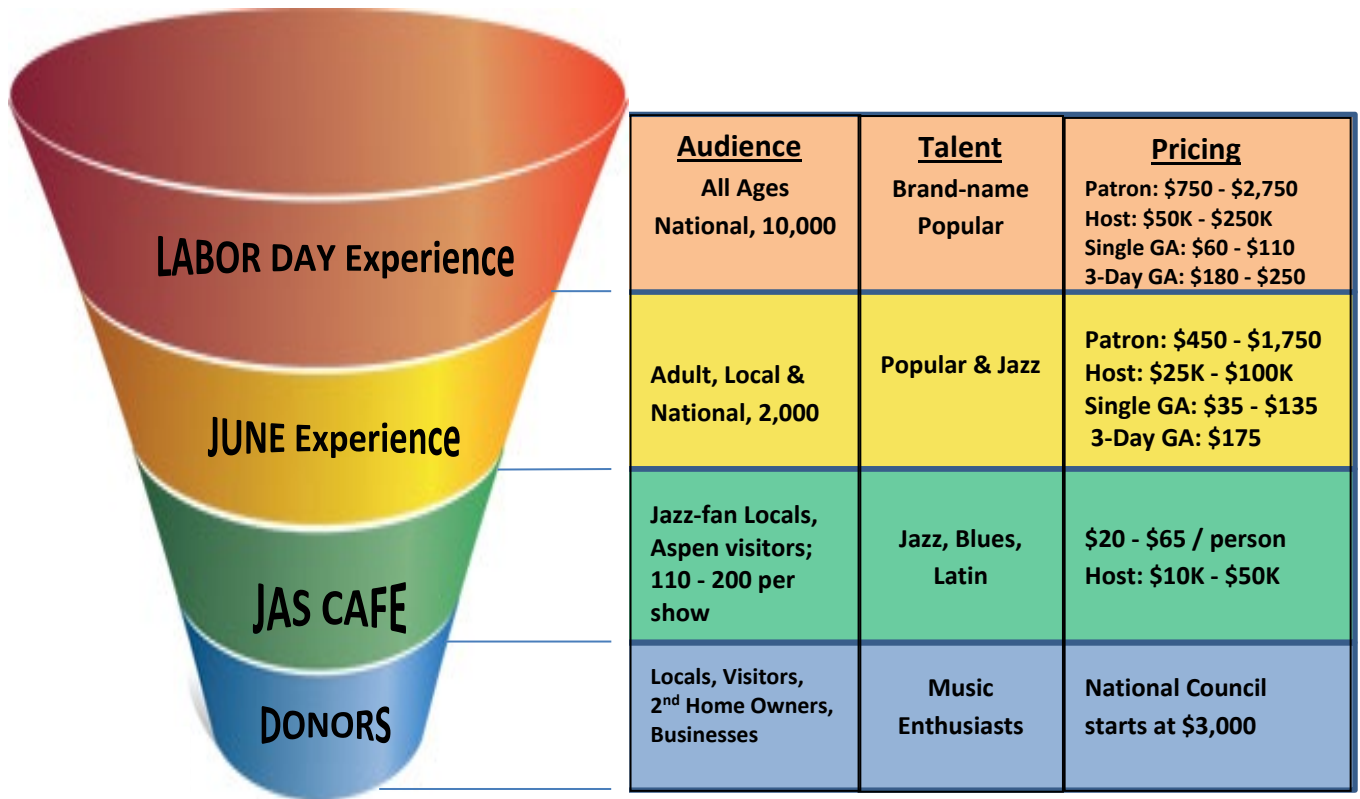 LABOR DAY Experience
JUNE Experience
JAS CAFE
DONORS
Audience
All Ages
National, 10,000
Talent
Brand-name
Popular
Pricing
Patron: $750 - $2,750
Host: $50K - $250K
Single GA: $60 - $110
3-Day GA: $180 - $250
Adult, Local &
National, 2,000
Popular & Jazz
Patron: $450 - $1,750
Host: $25K - $100K
Single GA: $35 - $135
3-Day GA: $175
Jazz-fan Locals,
Aspen visitors;
110 - 200 per
show
Jazz, Blues,
Latin
$20 - $65 / person
Host: $10K - $50K
Locals, Visitors,
2nd Home Owners,
Businesses
Music
Enthusiasts
National Council
starts at $3,000